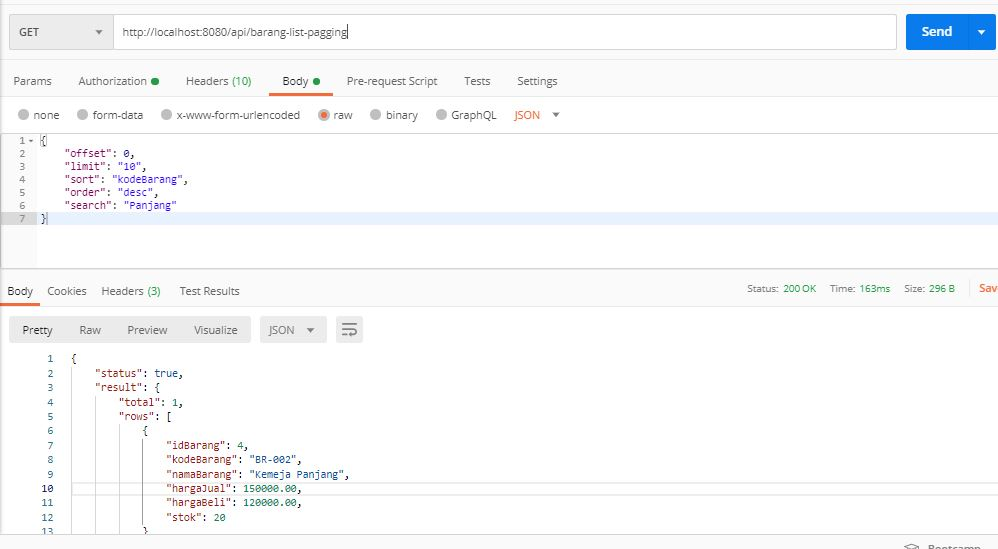 GET http://localhost:8080/api/barang-list-pagging Send
Params Authorization Headers (10) Body Pre-request Script Tests Settings
none form-data x-www-form-urlencoded raw binary GraphQL JSON
1 {
2 "offset": 0,
3 "limit": "10",
4 "sort": "kodeBarang",
5 "order": "desc",
6 "search": "Panjang"
7 }
Body Cookies Headers (3) Test Results Status: 200 OK Time: 163ms Size: 296 B Sav
Pretty Raw Preview Visualize JSON
1 {
2 "status": true,
3 "result": {
4 "total": 1,
5 "rows": [
6 {
7 "idBarang": 4,
8 "kodeBarang": "BR-002",
9 "namaBarang": "Kemeja Panjang",
10 "hargaJual": 150000.00,
11 "hargaBeli": 120000.00,
12 "stok": 20
13 }
Bootcamp